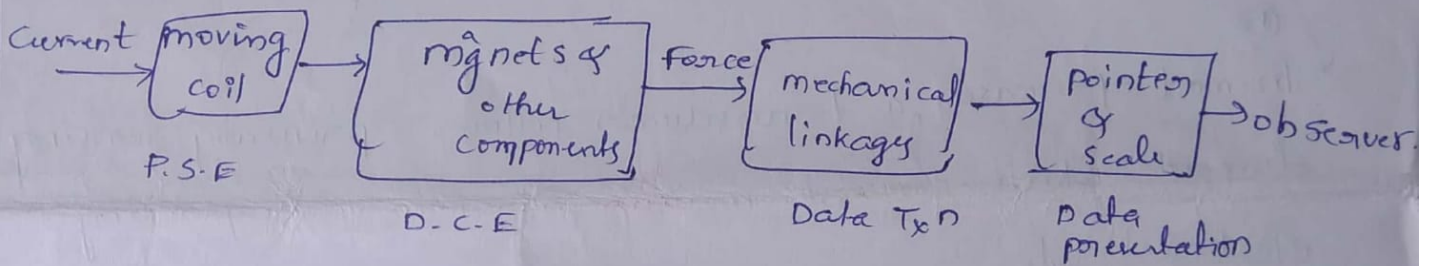 Current
moving
coil
P.S.E
magnets &
other
components
D.C.E
Force
mechanical
linkages
Data Txn
pointer
&
scale
Data
presentation
observer.